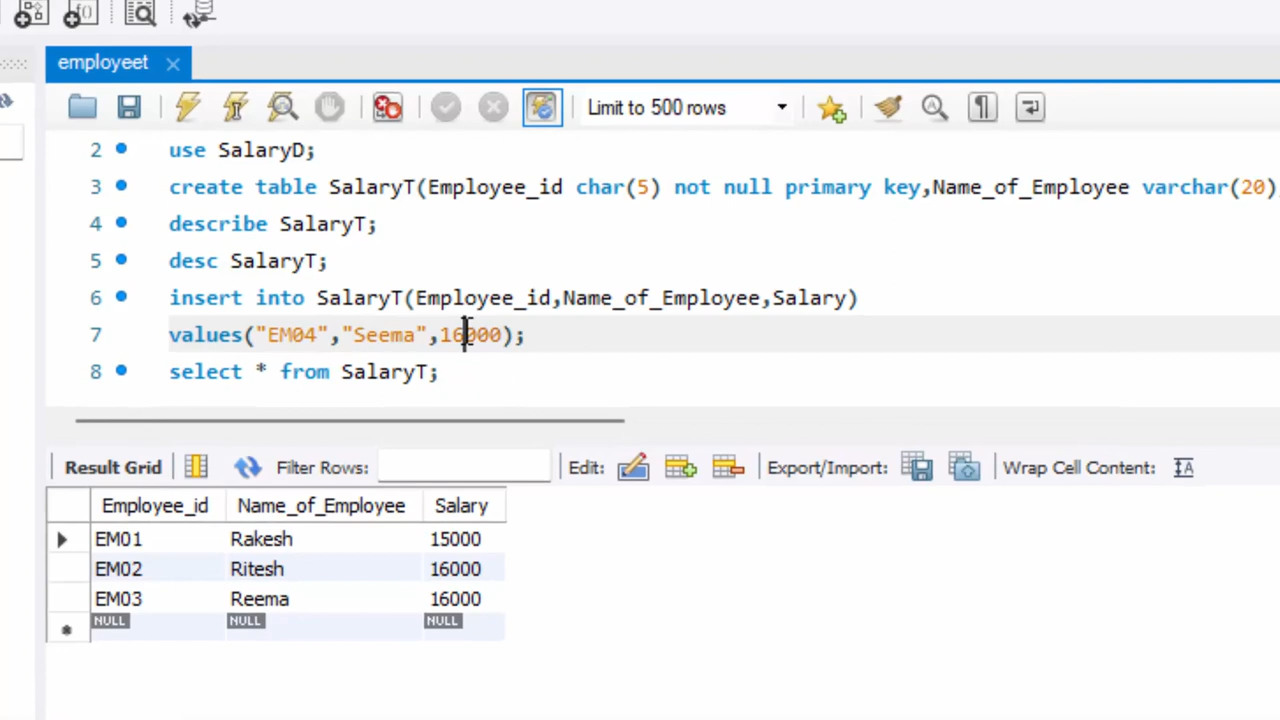 employeet
Limit to 500 rows
2 use SalaryD;
3 create table SalaryT(Employee_id char(5) not null primary key,Name_of_Employee varchar(20)
4 describe SalaryT;
5 desc SalaryT;
6 insert into SalaryT(Employee_id,Name_of_Employee,Salary)
7 values("EM04","Seema",16000);
8 select * from SalaryT;
Result Grid Filter Rows: Edit: Export/Import: Wrap Cell Content:
Employee_id Name_of_Employee Salary
EM01 Rakesh 15000
EM02 Ritesh 16000
EM03 Reema 16000
NULL NULL NULL